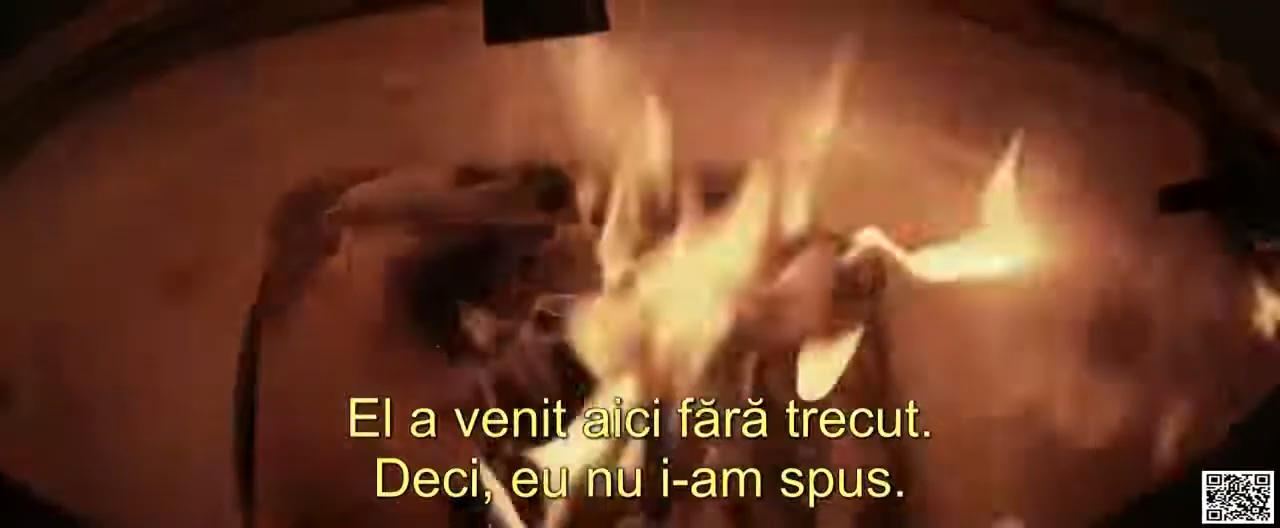 El a venit aici fără trecut.
Deci, eu nu i-am spus.